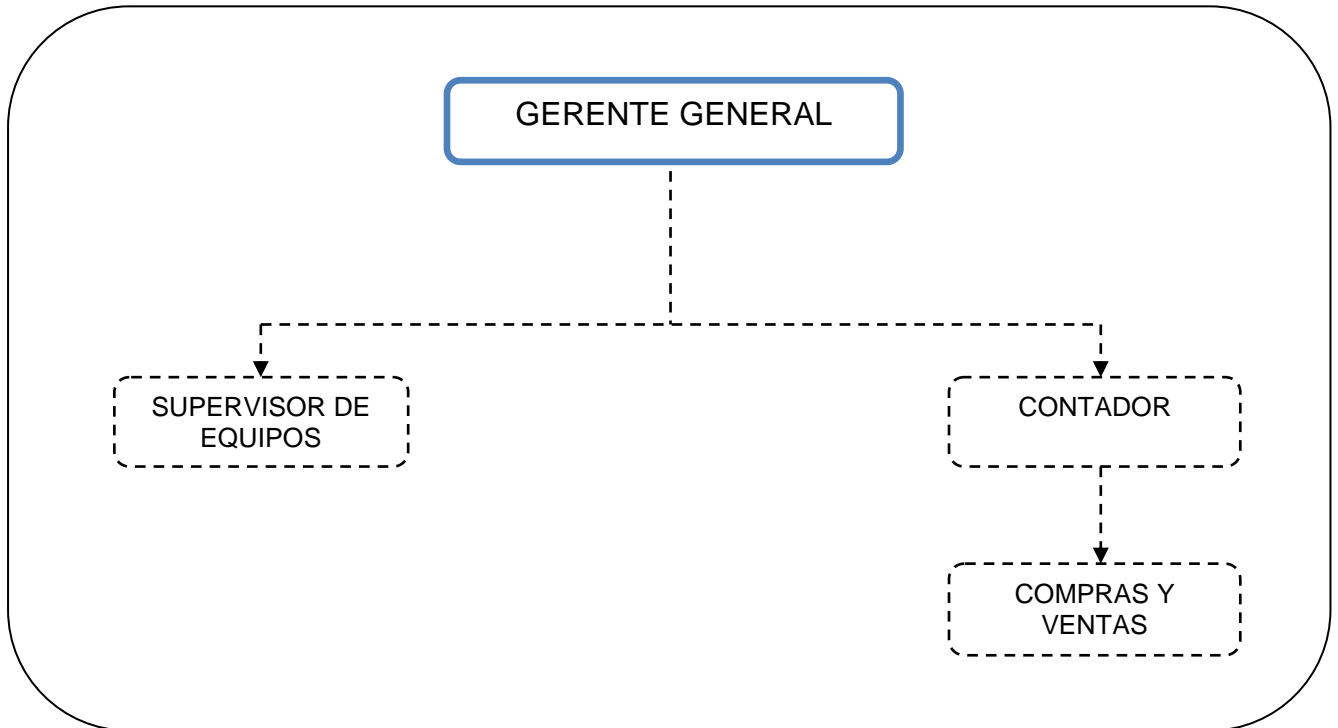 GERENTE GENERAL
SUPERVISOR DE
EQUIPOS
CONTADOR
COMPRAS Y
VENTAS